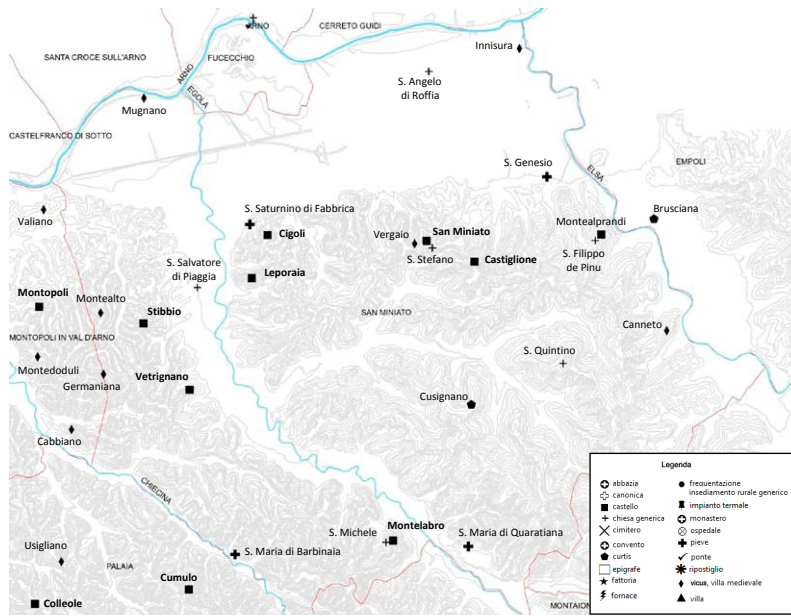 CERRETO GUIDI
ARNO
Innisura
SANTA CROCE SULL'ARNO
FUCECCHIO
ARNO
S. Angelo
di Roffia
EGOLA
Mugnano
CASTELFRANCO DI SOTTO
S. Genesio
ELSA
EMPOLI
Valiano
S. Saturnino di Fabbrica
Cigoli
Vergaio
San Miniato
S. Stefano
Montealprandi
Brusciana
S. Filippo
de Pinu
Castiglione
S. Salvatore
di Piaggia
Leporaia
Montopoli
Montealto
Stibbio
SAN MINIATO
Canneto
MONTOPOLI IN VAL D'ARNO
Montedoduli
Germaniana
Vetrignano
S. Quintino
Cusignano
Cabbiano
CHIECINA
S. Michele
Montelabro
S. Maria di Quaratiana
Usigliano
PALAIA
S. Maria di Barbinaia
Cumulo
Colleole
MONTAION
Legenda
abbazia
canonica
castello
chiesa generica
cimitero
convento
curtis
epigrafe
fattoria
fornace
frequentazione
insediamento rurale generico
impianto termale
monastero
ospedale
pieve
ponte
ripostiglio
vicus, villa medievale
villa